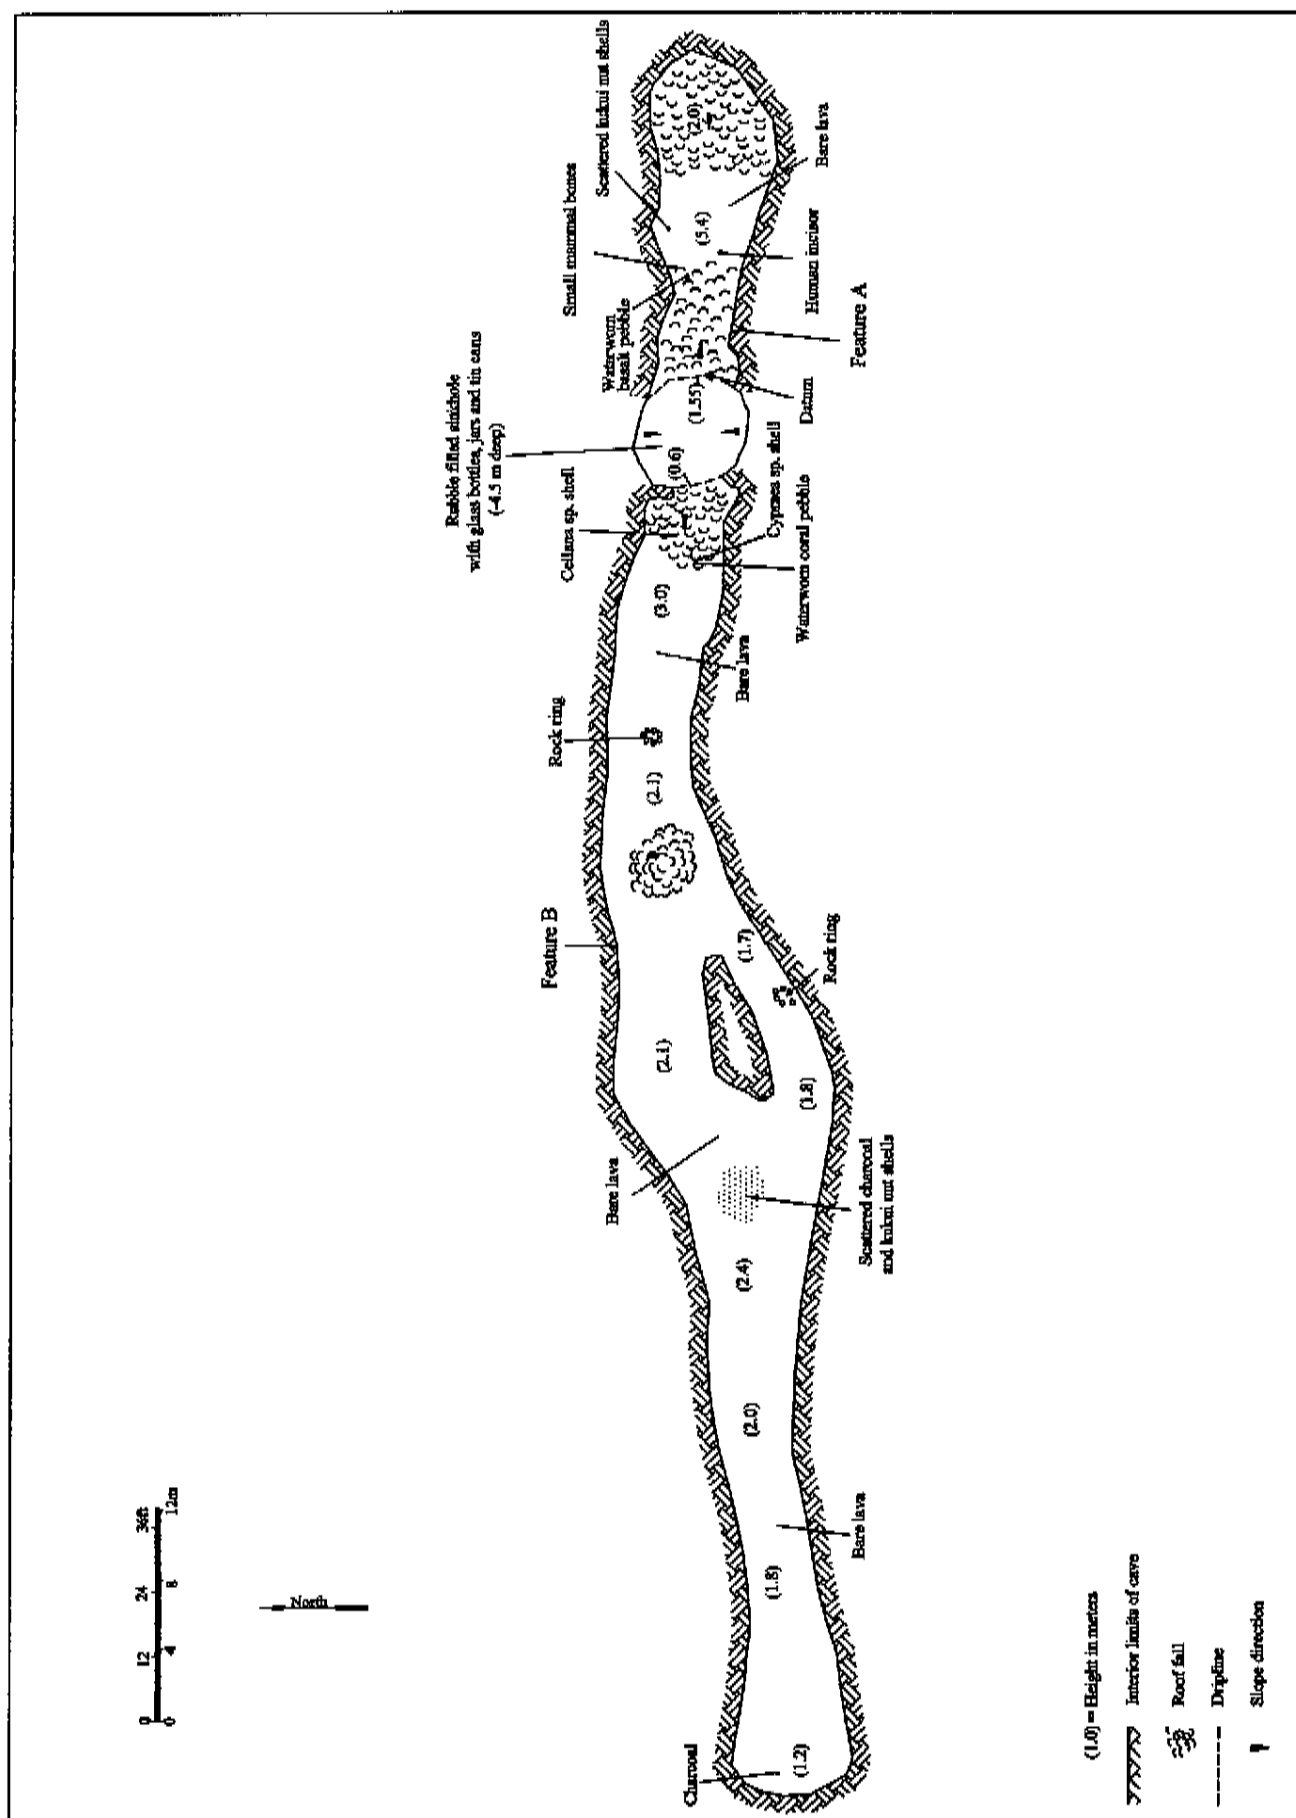 Scattered kukui nut shells
Small mammal bones
Waterworn
basalt pebble
Rubble filled sinkhole
with glass bottles, jars and tin cans
(-4.5 m deep)
Cellana sp. shell
Rock ring
Feature B
Bare lava
Charcoal
(2.0)
(5.4)
(1.55)
(0.6)
(3.0)
(2.1)
(1.7)
(2.1)
(1.8)
(2.4)
(2.0)
(1.8)
(1.2)
Bare lava
Human incisor
Feature A
Datum
Cypraea sp. shell
Waterworn coral pebble
Bare lava
Rock ring
Scattered charcoal
and kukui nut shells
Bare lava
0 12 24 36ft
0 4 8 12m
North
(1.0) = Height in meters
Interior limits of cave
Roof fall
Dripline
Slope direction